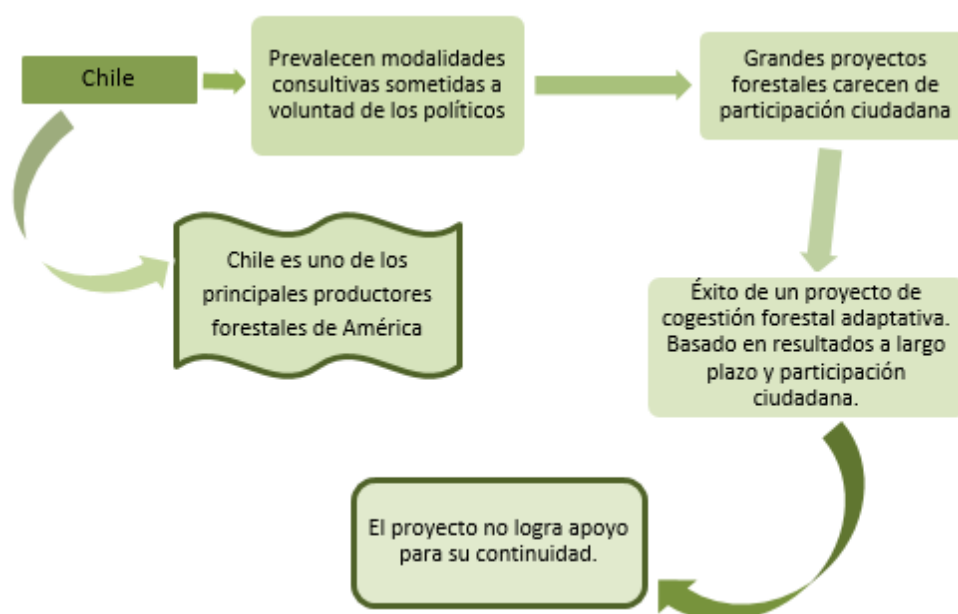 Chile
Prevalecen modalidades
consultivas sometidas a
voluntad de los políticos
Grandes proyectos
forestales carecen de
participación ciudadana
Chile es uno de los
principales productores
forestales de América
Éxito de un proyecto de
cogestión forestal adaptativa.
Basado en resultados a largo
plazo y participación
ciudadana.
El proyecto no logra apoyo
para su continuidad.